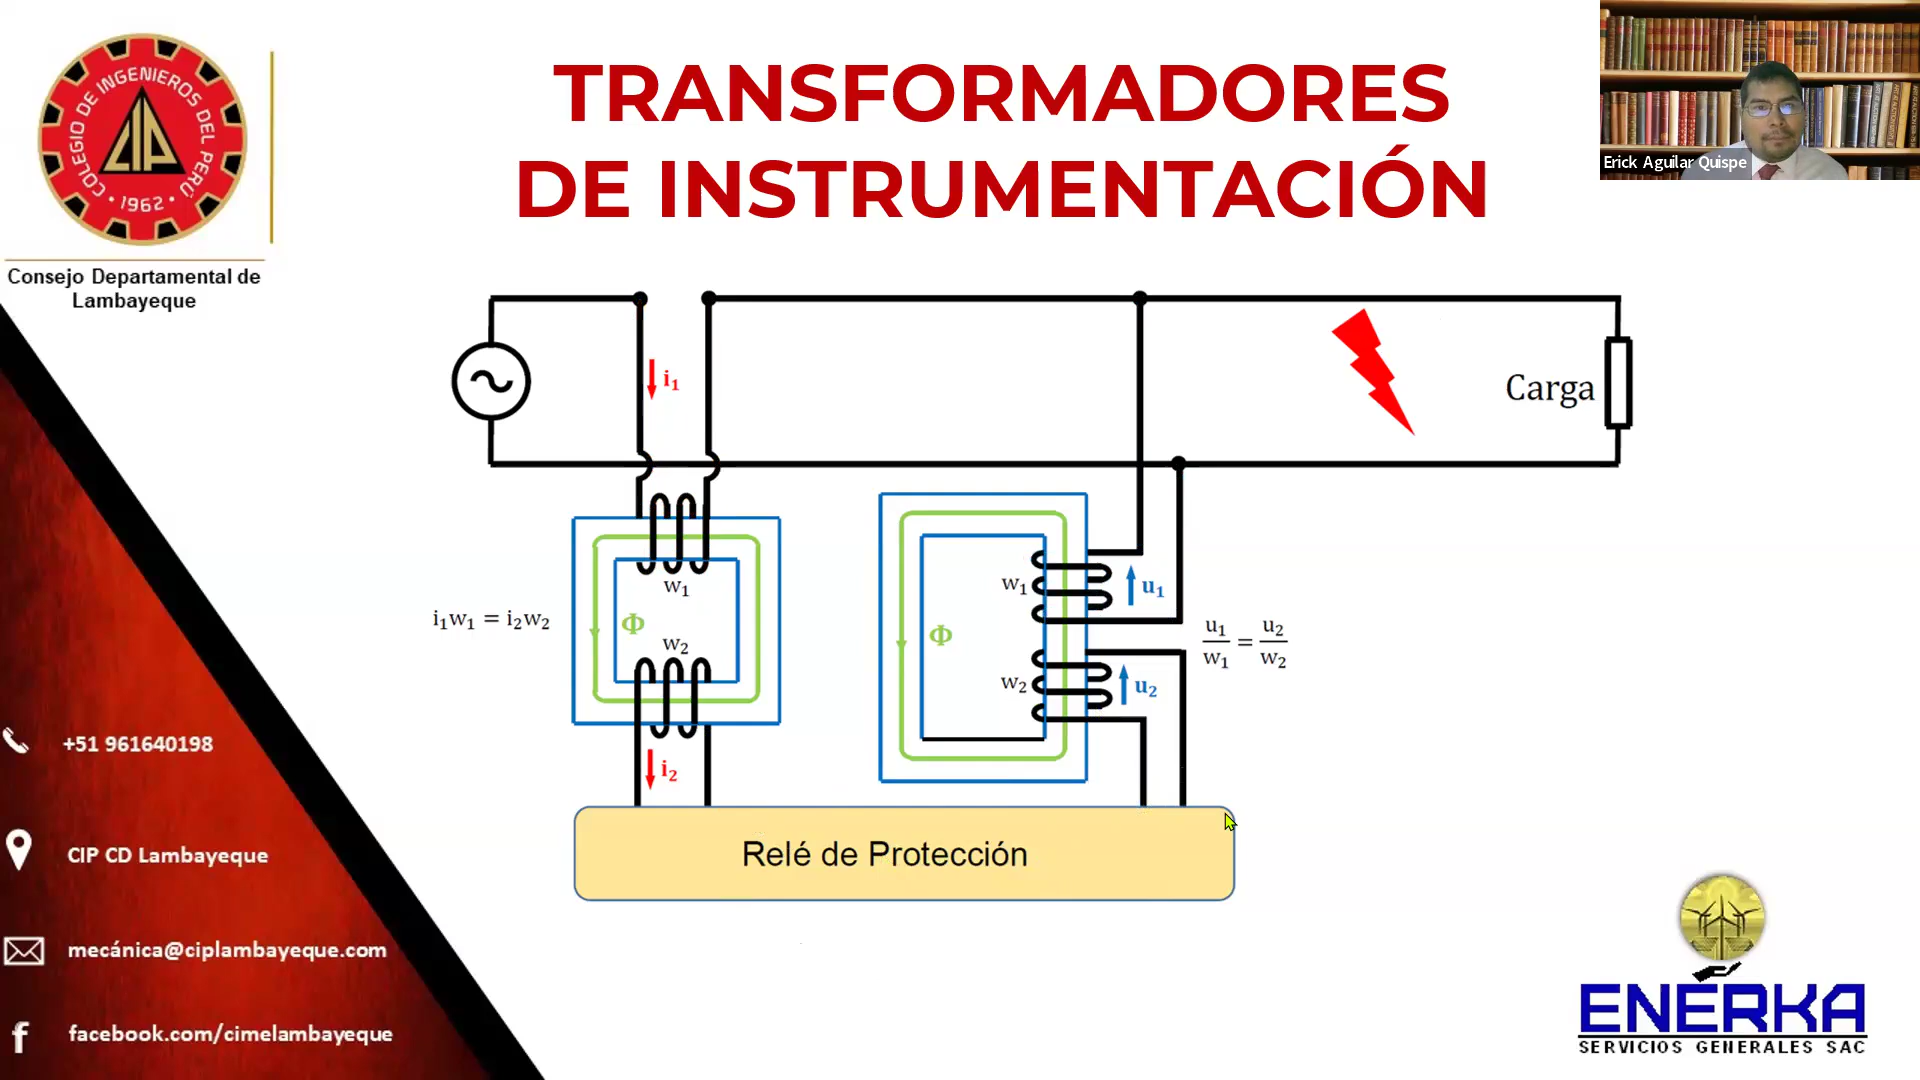 TRANSFORMADORES
DE INSTRUMENTACIÓN
COLEGIO DE INGENIEROS DEL PERÚ
CIP
• 1962 •
Consejo Departamental de
Lambayeque
Erick Aguilar Quispe
i₁
Carga
w₁
Φ
w₂
i₁w₁ = i₂w₂
i₂
w₁
u₁
Φ
w₂
u₂
u₁/w₁ = u₂/w₂
Relé de Protección
+51 961640198
CIP CD Lambayeque
mecánica@ciplambayeque.com
facebook.com/cimelambayeque
ENÉRKA
SERVICIOS GENERALES SAC